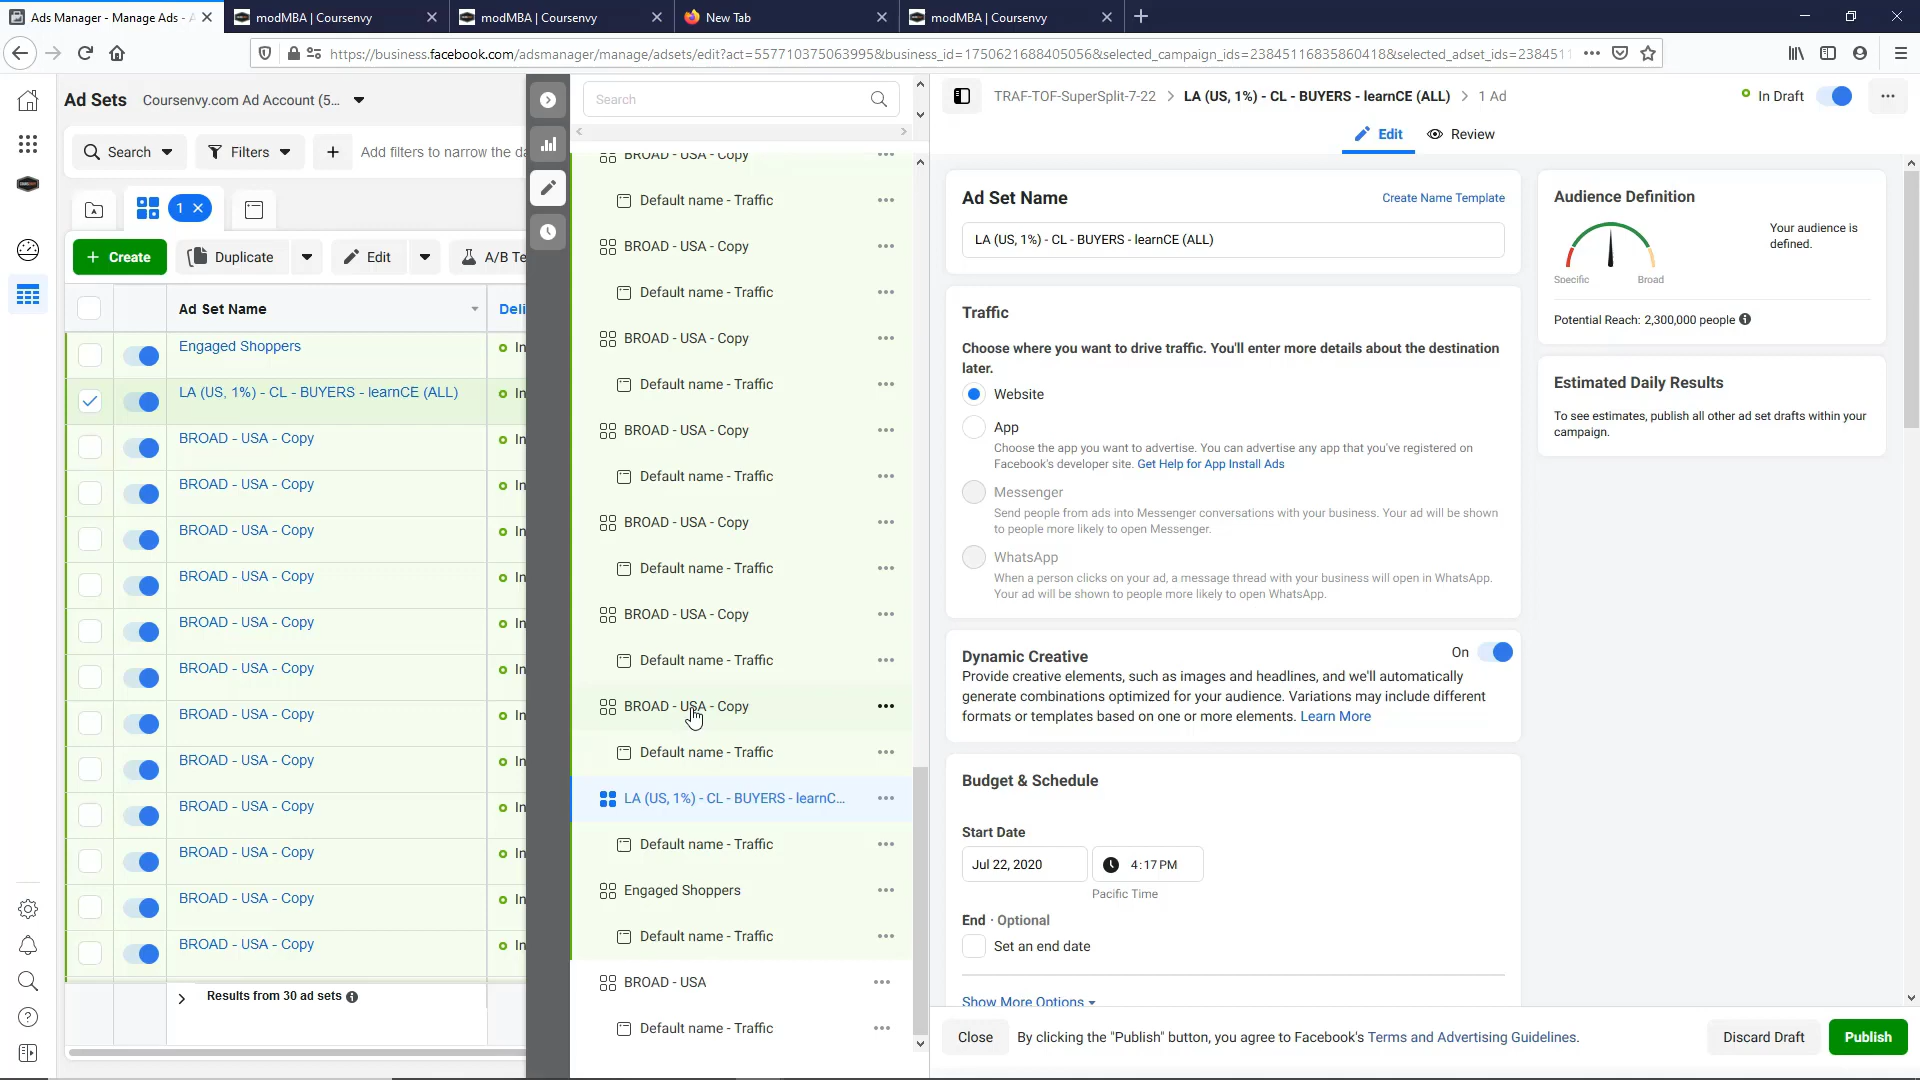 Ads Manager - Manage Ads -
modMBA | Coursenvy
modMBA | Coursenvy
New Tab
modMBA | Coursenvy
https://business.facebook.com/adsmanager/manage/adsets/edit?act=557710375063995&business_id=1750621688405056&selected_campaign_ids=23845116835860418&selected_adset_ids=2384511
Ad Sets
Coursenvy.com Ad Account (5...
Search
Filters
Add filters to narrow the da
1
Create
Duplicate
Edit
A/B Te
Ad Set Name
Deli
Engaged Shoppers
In
LA (US, 1%) - CL - BUYERS - learnCE (ALL)
In
BROAD - USA - Copy
In
BROAD - USA - Copy
In
BROAD - USA - Copy
In
BROAD - USA - Copy
In
BROAD - USA - Copy
In
BROAD - USA - Copy
In
BROAD - USA - Copy
In
BROAD - USA - Copy
In
BROAD - USA - Copy
In
BROAD - USA - Copy
In
BROAD - USA - Copy
In
BROAD - USA - Copy
In
Results from 30 ad sets
Search
BROAD - USA - Copy
Default name - Traffic
BROAD - USA - Copy
Default name - Traffic
BROAD - USA - Copy
Default name - Traffic
BROAD - USA - Copy
Default name - Traffic
BROAD - USA - Copy
Default name - Traffic
BROAD - USA - Copy
Default name - Traffic
BROAD - USA - Copy
Default name - Traffic
LA (US, 1%) - CL - BUYERS - learnC...
Default name - Traffic
Engaged Shoppers
Default name - Traffic
BROAD - USA
Default name - Traffic
TRAF-TOF-SuperSplit-7-22
LA (US, 1%) - CL - BUYERS - learnCE (ALL)
1 Ad
In Draft
Edit
Review
Ad Set Name
Create Name Template
LA (US, 1%) - CL - BUYERS - learnCE (ALL)
Traffic
Choose where you want to drive traffic. You'll enter more details about the destination
later.
Website
App
Choose the app you want to advertise. You can advertise any app that you've registered on
Facebook's developer site. Get Help for App Install Ads
Messenger
Send people from ads into Messenger conversations with your business. Your ad will be shown
to people more likely to open Messenger.
WhatsApp
When a person clicks on your ad, a message thread with your business will open in WhatsApp.
Your ad will be shown to people more likely to open WhatsApp.
Dynamic Creative
On
Provide creative elements, such as images and headlines, and we'll automatically
generate combinations optimized for your audience. Variations may include different
formats or templates based on one or more elements. Learn More
Budget & Schedule
Start Date
Jul 22, 2020
4:17 PM
Pacific Time
End · Optional
Set an end date
Show More Options
Audience Definition
Your audience is
defined.
Specific
Broad
Potential Reach: 2,300,000 people
Estimated Daily Results
To see estimates, publish all other ad set drafts within your
campaign.
Close
By clicking the "Publish" button, you agree to Facebook's Terms and Advertising Guidelines.
Discard Draft
Publish